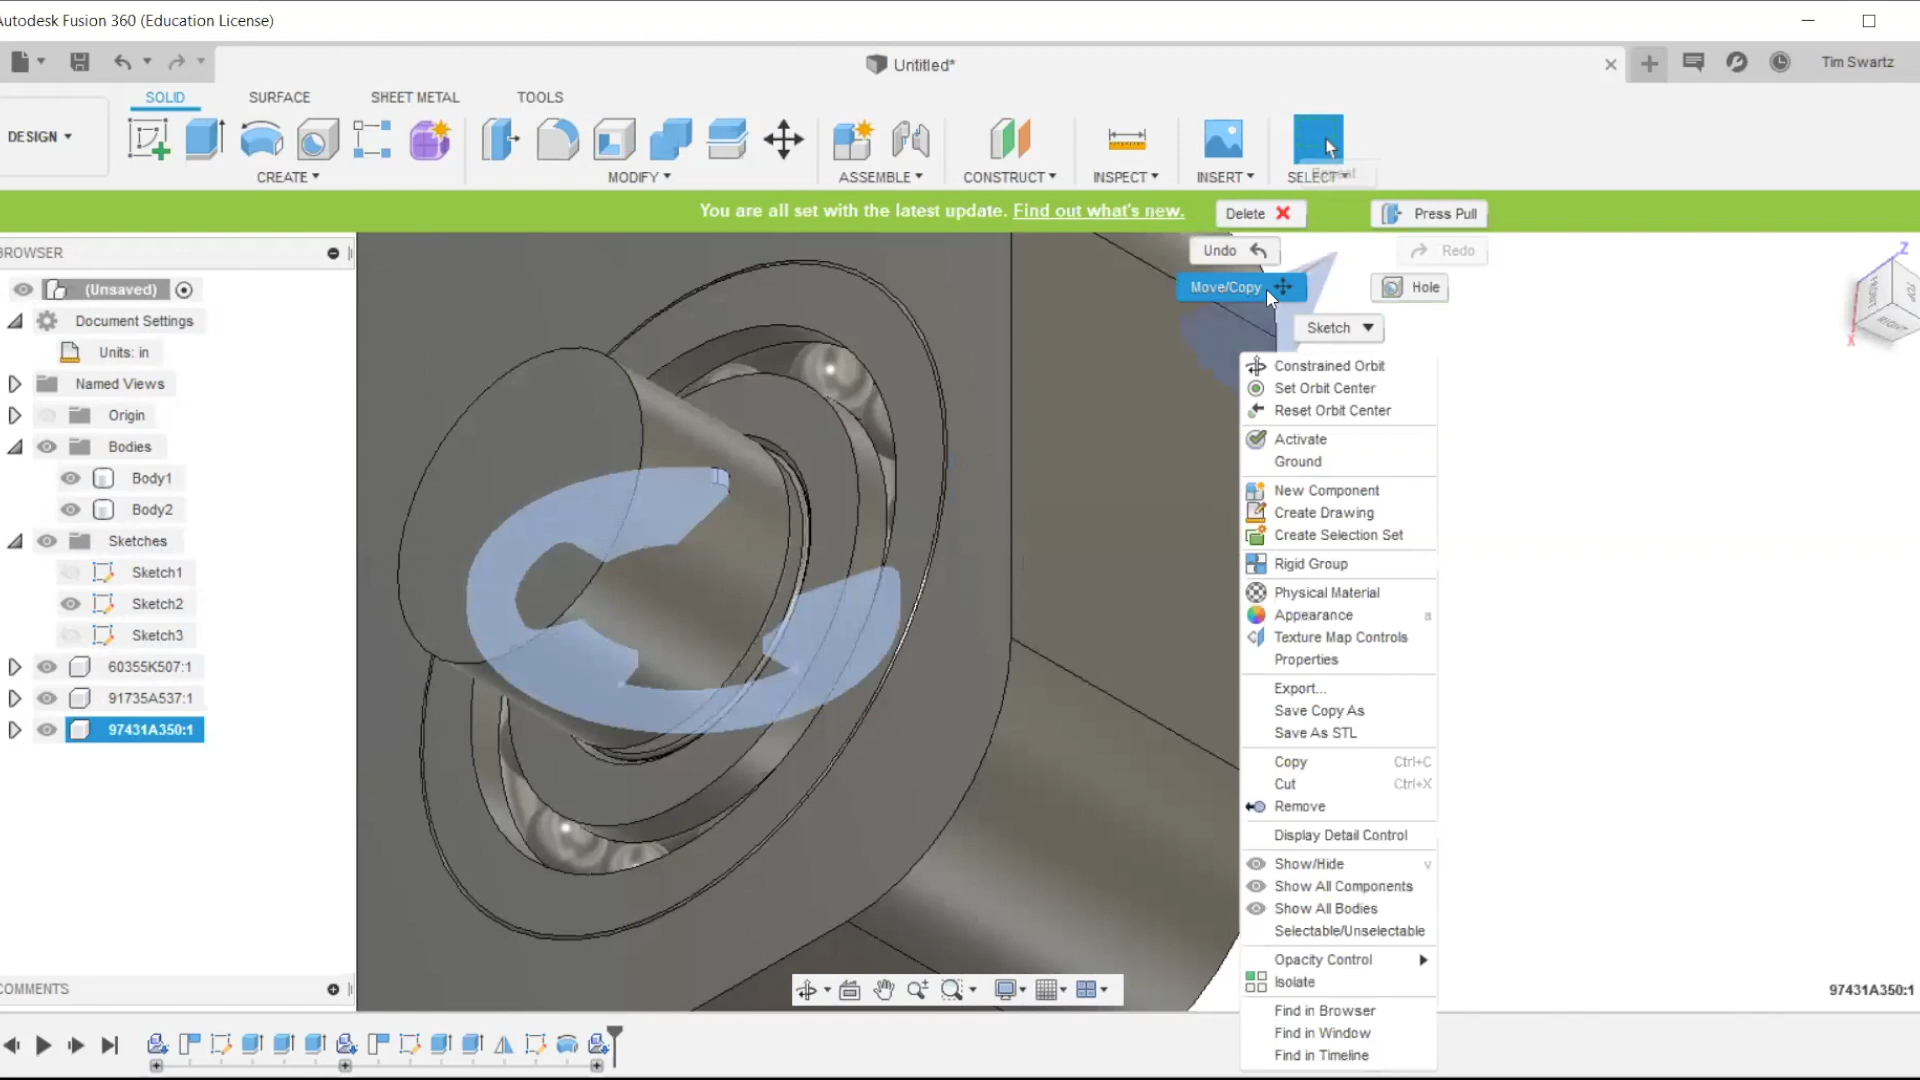 Autodesk Fusion 360 (Education License)
Untitled*
Tim Swartz
SOLID
SURFACE
SHEET METAL
TOOLS
DESIGN
CREATE
MODIFY
ASSEMBLE
CONSTRUCT
INSPECT
INSERT
SELECT
You are all set with the latest update. Find out what's new.
Delete
Press Pull
Undo
Redo
Move/Copy
Hole
Sketch
BROWSER
(Unsaved)
Document Settings
Units: in
Named Views
Origin
Bodies
Body1
Body2
Sketches
Sketch1
Sketch2
Sketch3
60355K507:1
91735A537:1
97431A350:1
Constrained Orbit
Set Orbit Center
Reset Orbit Center
Activate
Ground
New Component
Create Drawing
Create Selection Set
Rigid Group
Physical Material
Appearance a
Texture Map Controls
Properties
Export...
Save Copy As
Save As STL
Copy Ctrl+C
Cut Ctrl+X
Remove
Display Detail Control
Show/Hide v
Show All Components
Show All Bodies
Selectable/Unselectable
Opacity Control
Isolate
Find in Browser
Find in Window
Find in Timeline
Z
FRONT
TOP
RIGHT
X
COMMENTS
97431A350:1